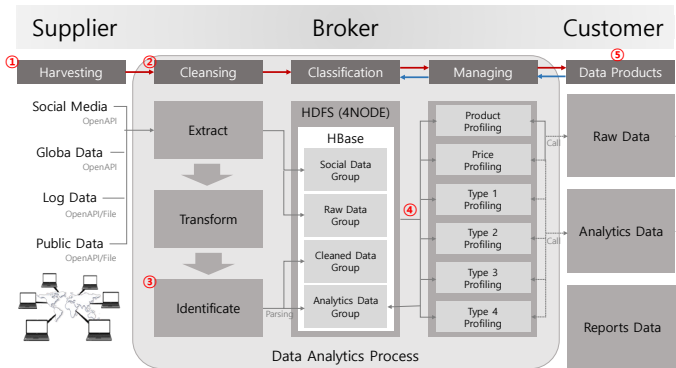 Supplier
Broker
Customer
① Harvesting
② Cleansing
Classification
Managing
⑤
Data Products
Social Media
OpenAPI
Globa Data
OpenAPI
Log Data
OpenAPI/File
Public Data
OpenAPI/File
Extract
Transform
③
Identificate
Parsing
HDFS (4NODE)
HBase
Social Data
Group
Raw Data
Group
Cleaned Data
Group
Analytics Data
Group
④
Product
Profiling
Price
Profiling
Type 1
Profiling
Type 2
Profiling
Type 3
Profiling
Type 4
Profiling
Call
Call
Raw Data
Analytics Data
Reports Data
Data Analytics Process